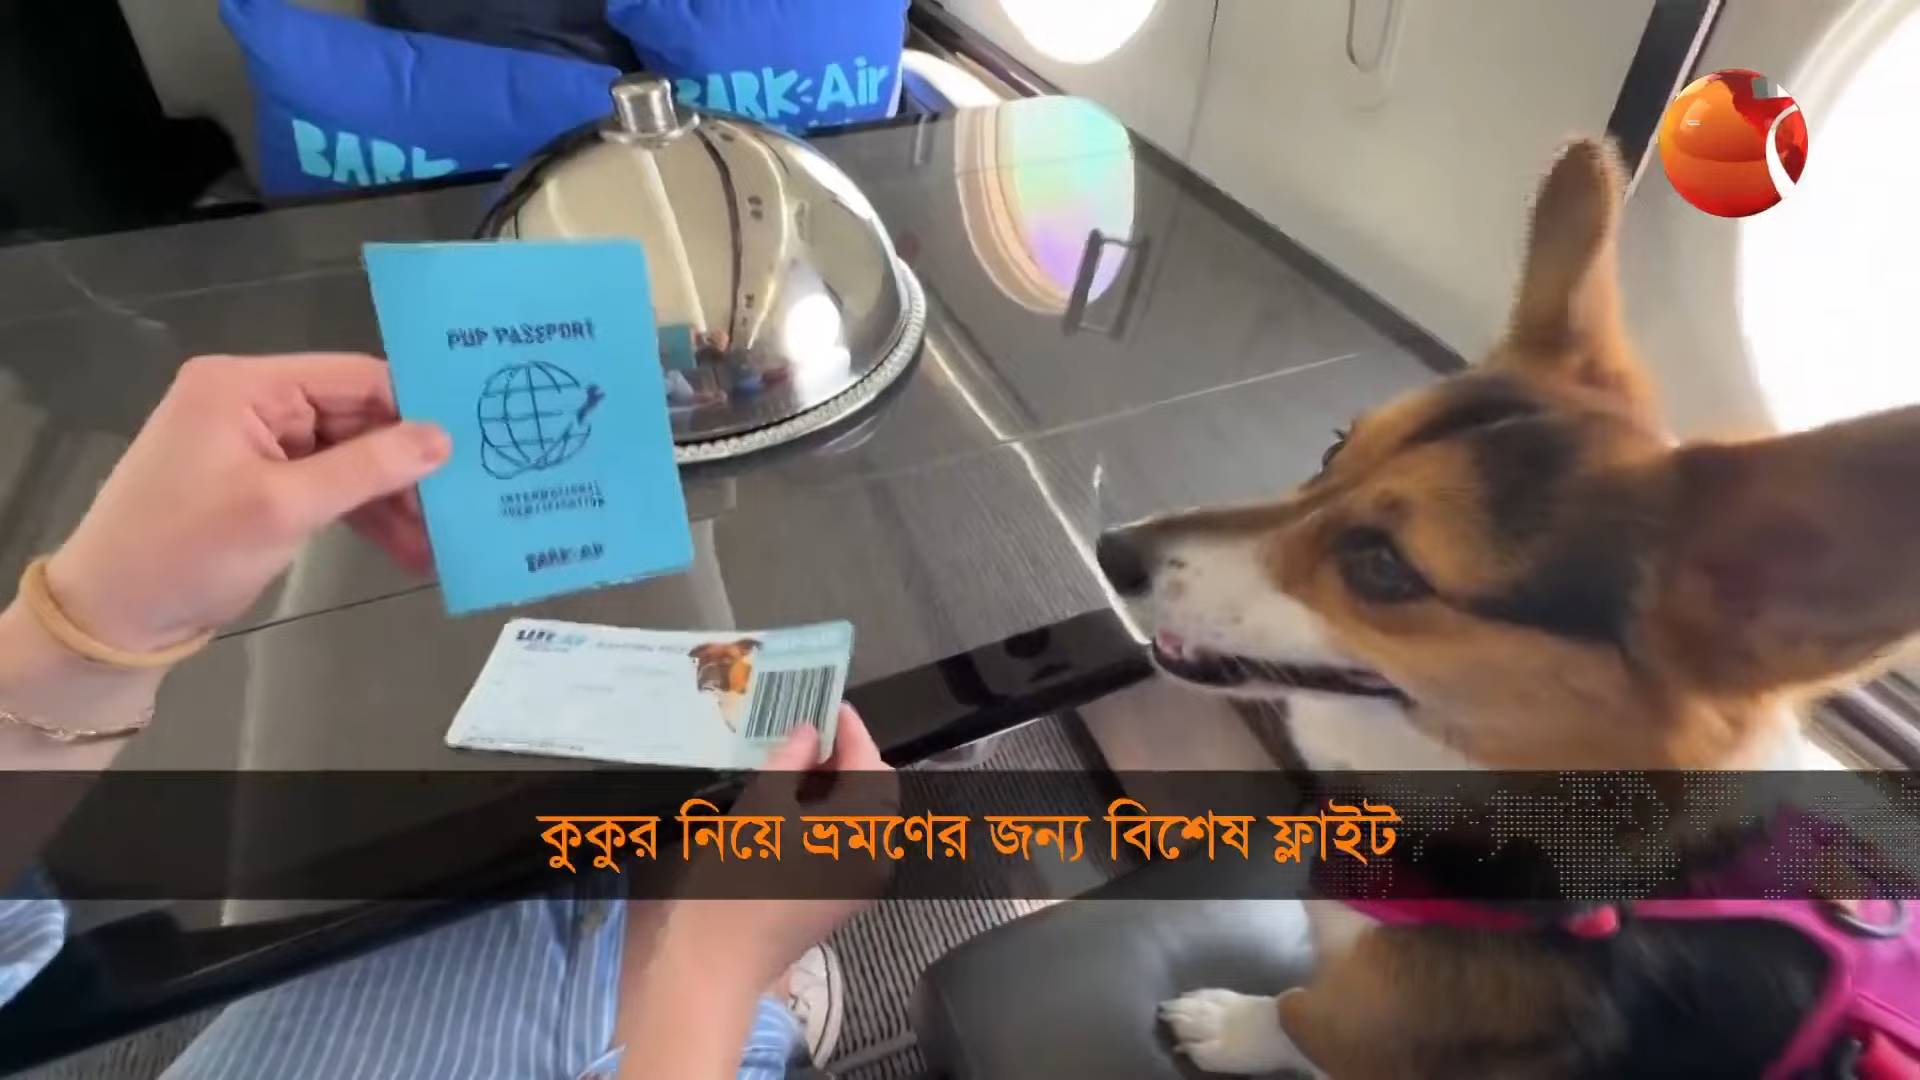 BARK
BARK Air
PUP PASSPORT
INTERNATIONAL
IDENTIFICATION
BARK AIR
কুকুর নিয়ে ভ্রমণের জন্য বিশেষ ফ্লাইট